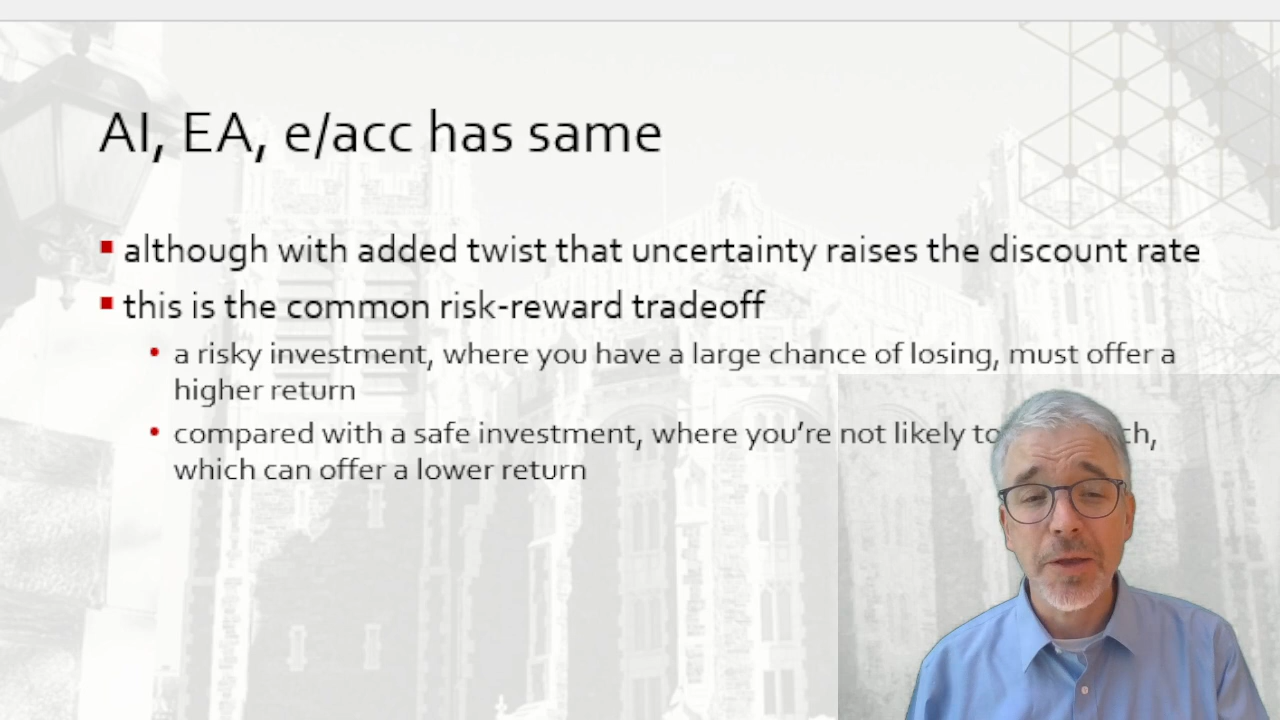 AI, EA, e/acc has same
although with added twist that uncertainty raises the discount rate
this is the common risk-reward tradeoff
a risky investment, where you have a large chance of losing, must offer a
higher return
compared with a safe investment, where you're not likely to
which can offer a lower return